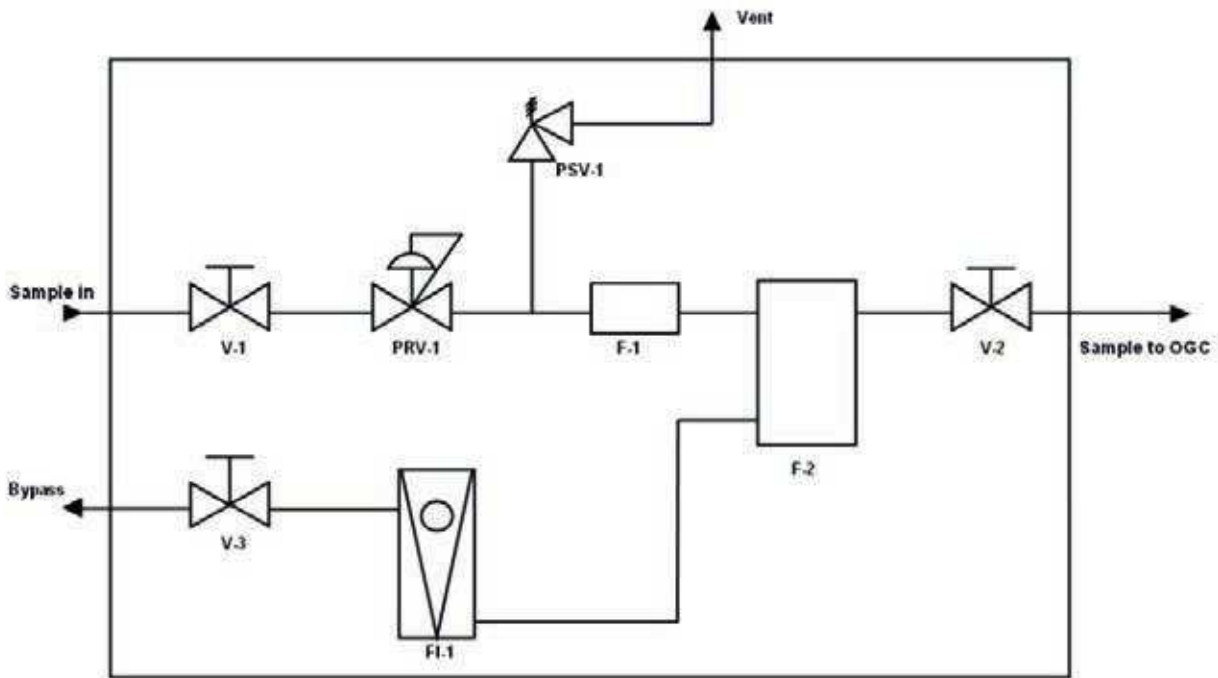 Vent
PSV-1
Sample in
V-1
PRV-1
F-1
V-2
Sample to OGC
F-2
Bypass
V-3
FI-1